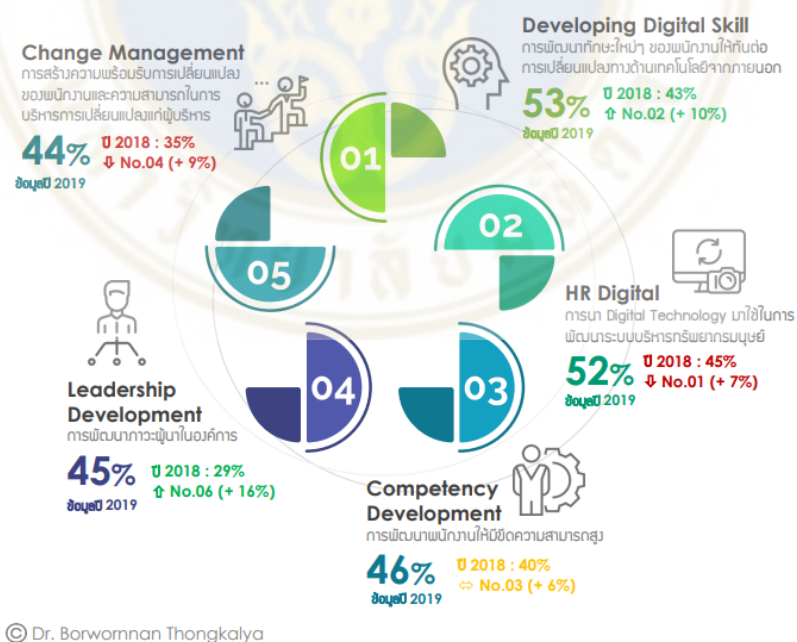 Change Management
การสร้างความพร้อมรับการเปลี่ยนแปลง
ของพนักงานและความสามารถในการ
บริหารการเปลี่ยนแปลงแก่ผู้บริหาร
44%
ปี 2018 : 35%
⇩ No.04 (+ 9%)
ข้อมูลปี 2019
Developing Digital Skill
การพัฒนาทักษะใหม่ๆ ของพนักงานให้ทันต่อ
การเปลี่ยนแปลงทางด้านเทคโนโลยีจากภายนอก
53%
ปี 2018 : 43%
⇧ No.02 (+ 10%)
ข้อมูลปี 2019
01
02
05
04
03
HR Digital
การนำ Digital Technology มาใช้ในการ
พัฒนาระบบบริหารทรัพยากรมนุษย์
52%
ปี 2018 : 45%
⇩ No.01 (+ 7%)
ข้อมูลปี 2019
Leadership
Development
การพัฒนาภาวะผู้นำในองค์การ
45%
ปี 2018 : 29%
⇧ No.06 (+ 16%)
ข้อมูลปี 2019
Competency
Development
การพัฒนาพนักงานให้มีขีดความสามารถสูง
46%
ปี 2018 : 40%
⇔ No.03 (+ 6%)
ข้อมูลปี 2019
© Dr. Borwornnan Thongkalya